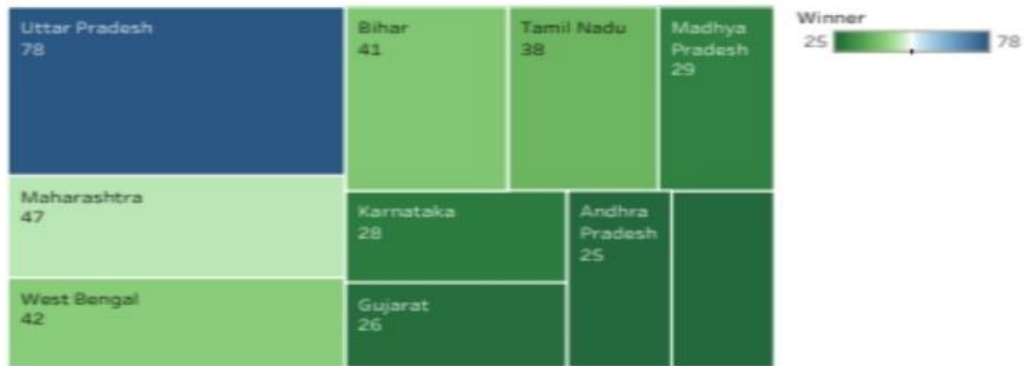 Uttar Pradesh
78
Maharashtra
47
West Bengal
42
Bihar
41
Tamil Nadu
38
Madhya
Pradesh
29
Karnataka
28
Gujarat
26
Andhra
Pradesh
25
Winner
25 78